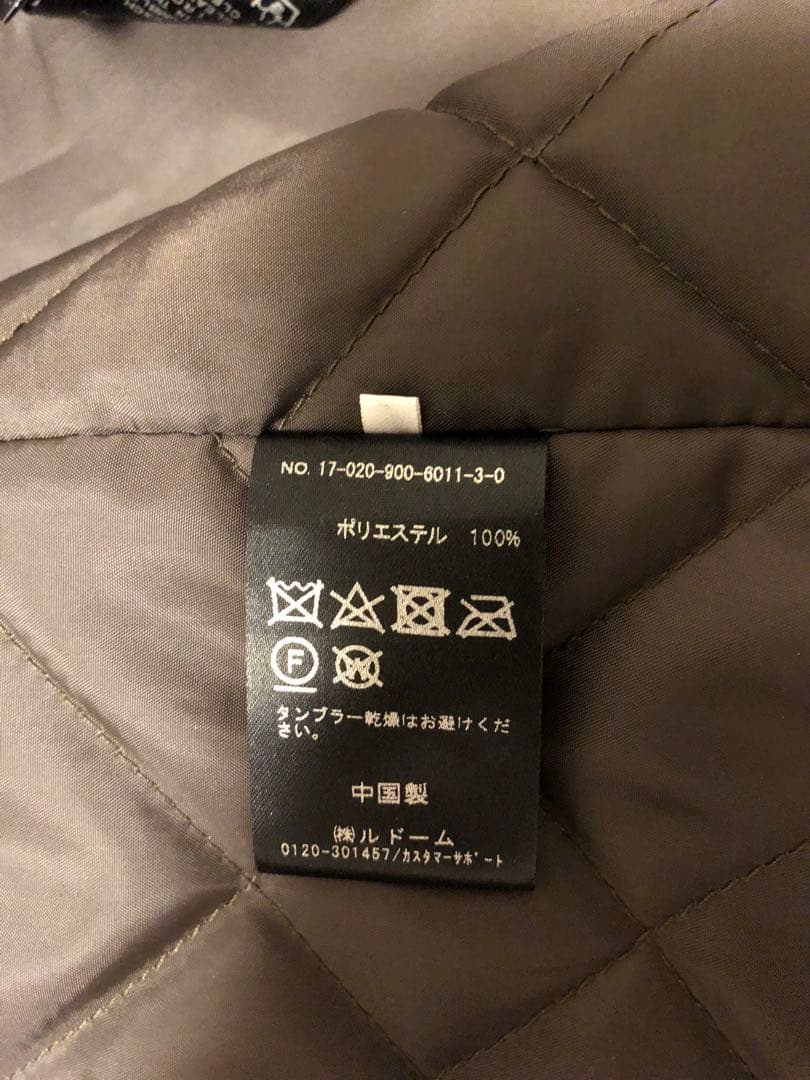 NO. 17-020-900-6011-3-0
ポリエステル 100%
F
W
タンブラー乾燥はお避けくだ
さい。
中国製
㈱ルドーム
0120-301457/カスタマーサポート